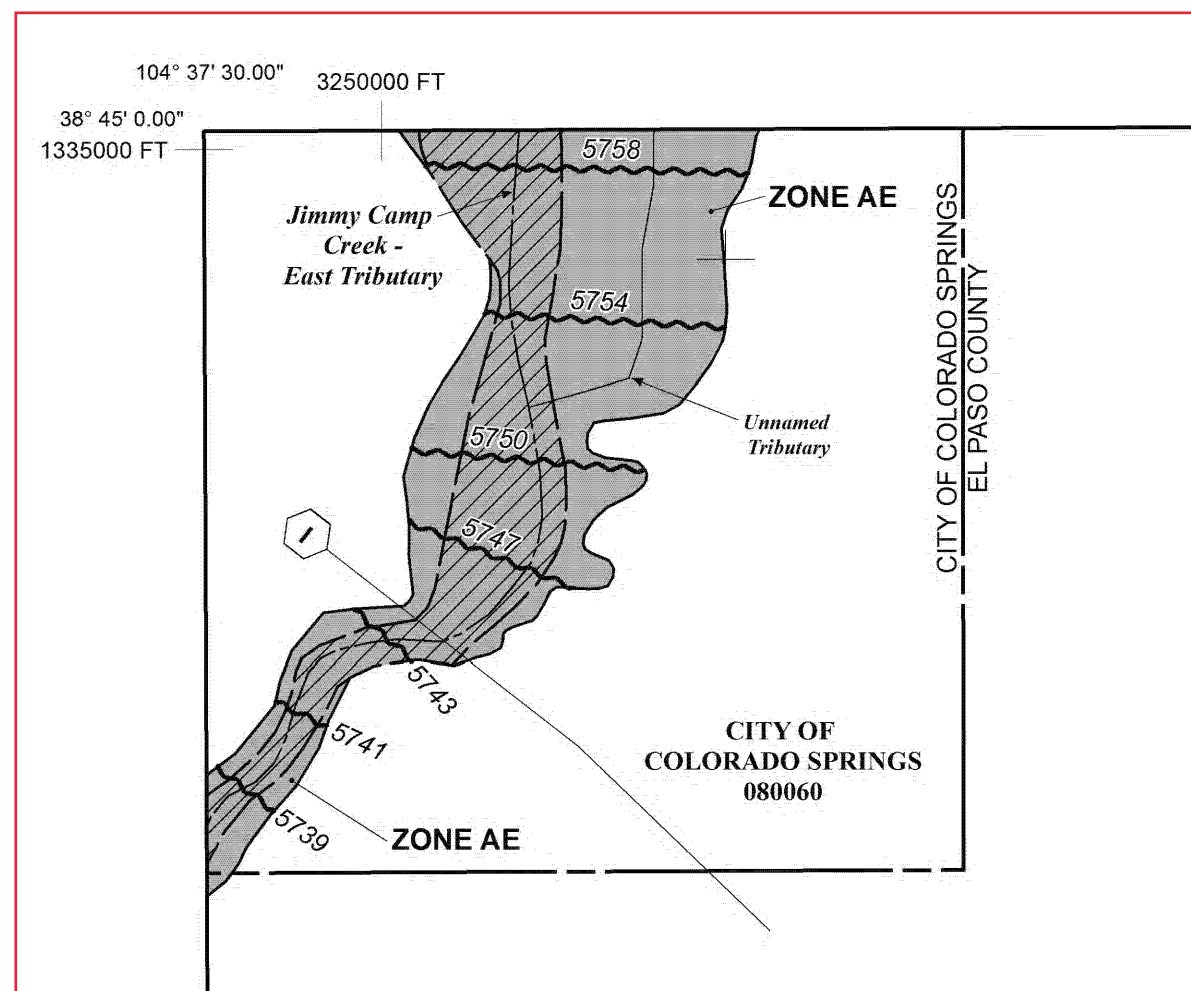 104° 37' 30.00"
3250000 FT
38° 45' 0.00"
1335000 FT
5758
ZONE AE
Jimmy Camp
Creek -
East Tributary
CITY OF COLORADO SPRINGS
EL PASO COUNTY
5754
Unnamed
Tributary
5750
5747
I
5743
5741
CITY OF
COLORADO SPRINGS
080060
5739
ZONE AE